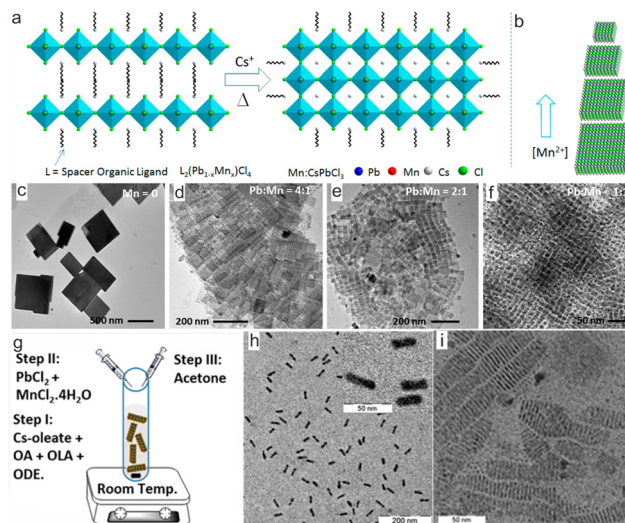 a
b
Cs⁺
Δ
[Mn²⁺]
L = Spacer Organic Ligand
L₂(Pb₁₋ₓMnₓ)Cl₄
Mn:CsPbCl₃
Pb
Mn
Cs
Cl
c
Mn = 0
500 nm
d
Pb:Mn = 4:1
200 nm
e
Pb:Mn = 2:1
200 nm
f
Pb:Mn = 1:
50 nm
g
Step II:
PbCl₂ +
MnCl₂.4H₂O
Step III:
Acetone
Step I:
Cs-oleate +
OA + OLA +
ODE.
Room Temp.
h
50 nm
200 nm
i
50 nm